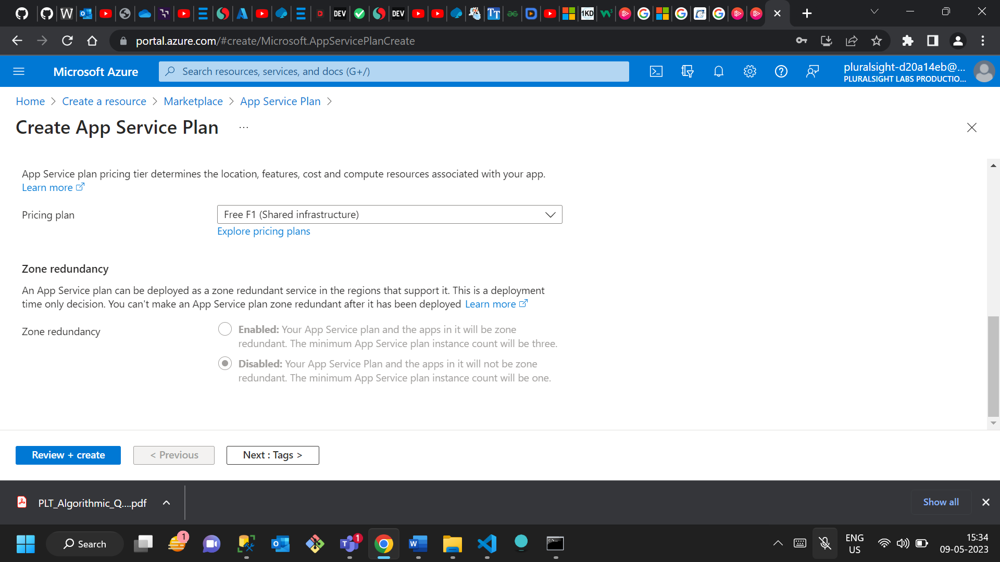 W
DEV
DEV
TT
1KD
portal.azure.com/#create/Microsoft.AppServicePlanCreate
Microsoft Azure
Search resources, services, and docs (G+/)
pluralsight-d20a14eb@...
PLURALSIGHT LABS PRODUCTIO...
Home > Create a resource > Marketplace > App Service Plan >
Create App Service Plan ...
App Service plan pricing tier determines the location, features, cost and compute resources associated with your app.
Learn more
Pricing plan
Free F1 (Shared infrastructure)
Explore pricing plans
Zone redundancy
An App Service plan can be deployed as a zone redundant service in the regions that support it. This is a deployment
time only decision. You can't make an App Service plan zone redundant after it has been deployed Learn more
Zone redundancy
Enabled: Your App Service plan and the apps in it will be zone
redundant. The minimum App Service plan instance count will be three.
Disabled: Your App Service Plan and the apps in it will not be zone
redundant. The minimum App Service plan instance count will be one.
Review + create
< Previous
Next : Tags >
PLT_Algorithmic_Q....pdf
Show all
Search
1
1
ENG
US
15:34
09-05-2023